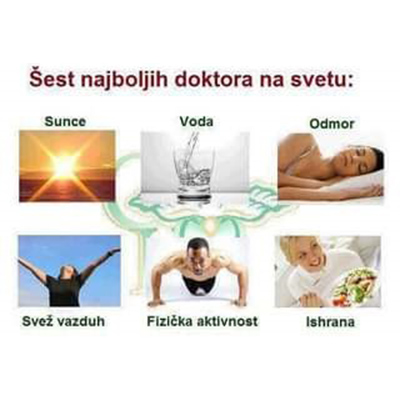 Šest najboljih doktora na svetu:
Sunce
Voda
Odmor
Svež vazduh
Fizička aktivnost
Ishrana